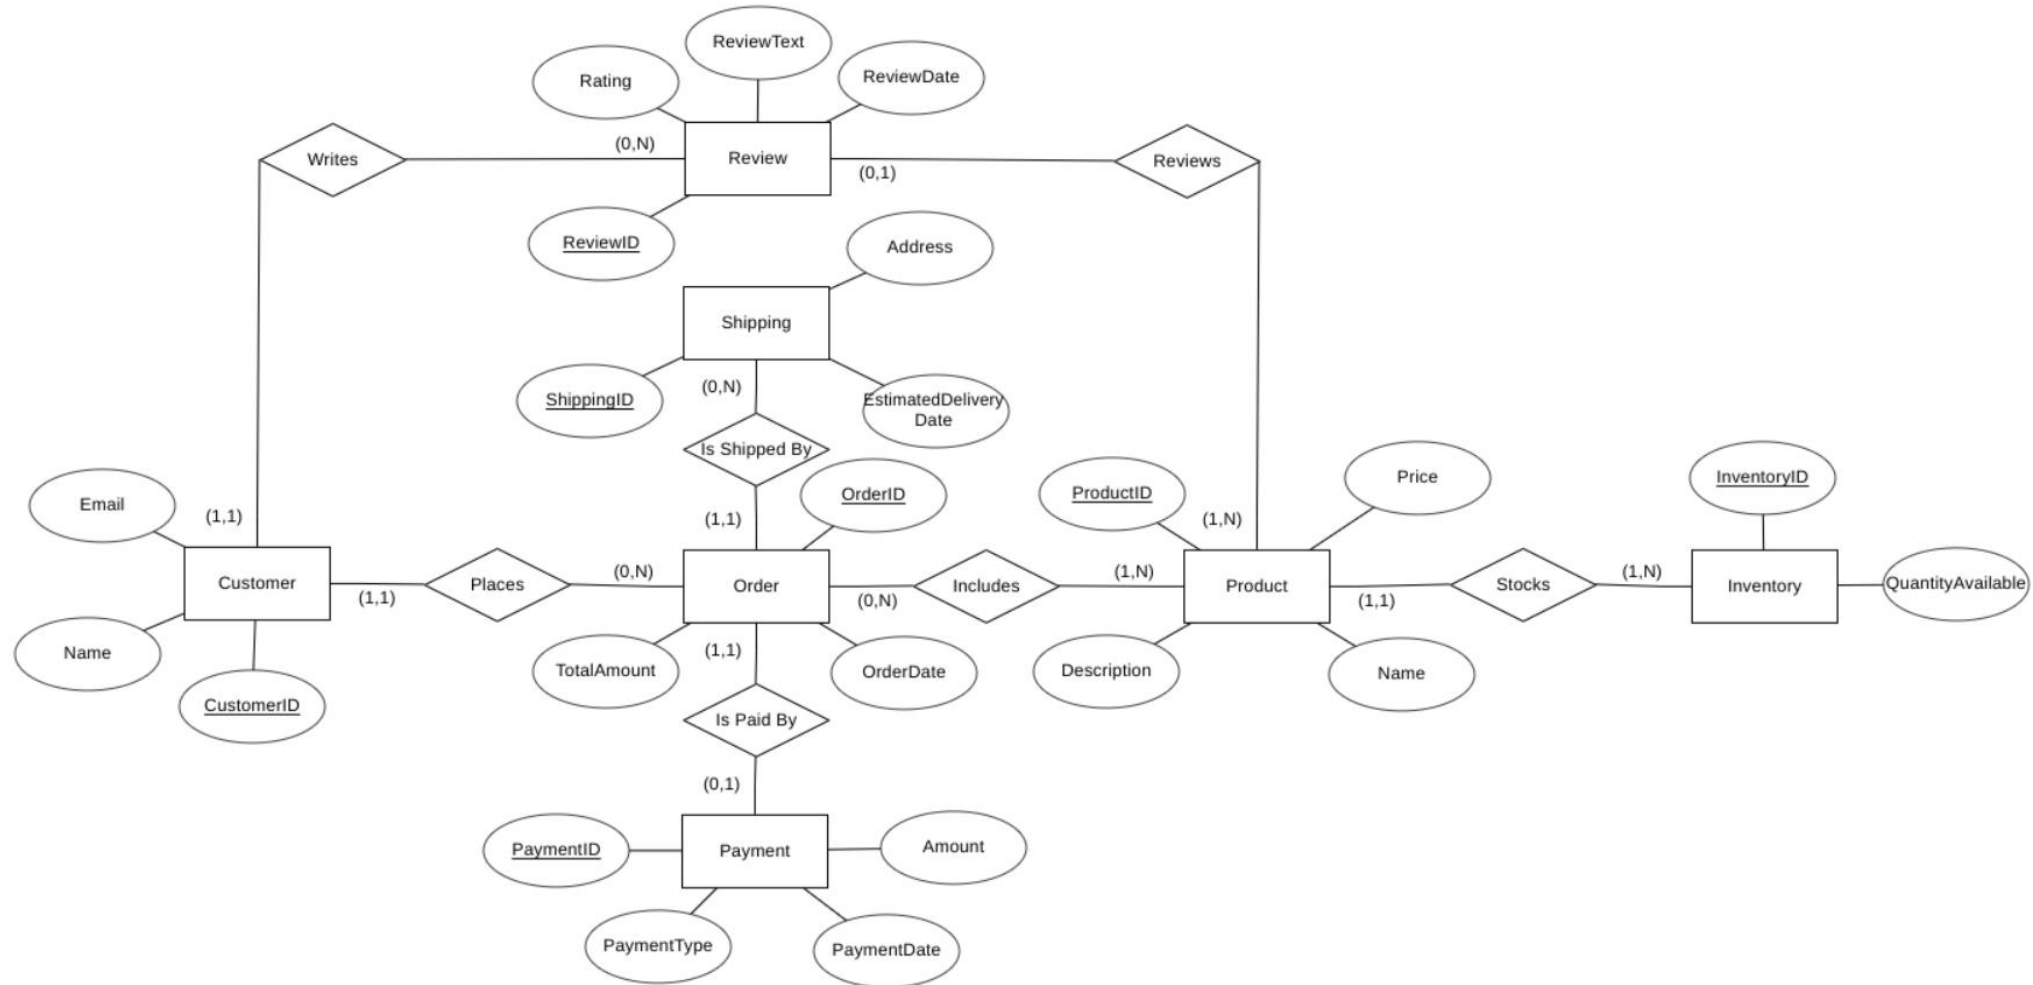 ReviewText
Rating
ReviewDate
Writes
(0,N)
Review
(0,1)
Reviews
ReviewID
Address
Shipping
ShippingID
(0,N)
EstimatedDelivery
Date
Is Shipped By
Email
(1,1)
(1,1)
OrderID
ProductID
(1,N)
Price
InventoryID
Customer
(1,1)
Places
(0,N)
Order
(0,N)
Includes
(1,N)
Product
(1,1)
Stocks
(1,N)
Inventory
QuantityAvailable
Name
CustomerID
TotalAmount
(1,1)
OrderDate
Description
Name
Is Paid By
(0,1)
PaymentID
Payment
Amount
PaymentType
PaymentDate